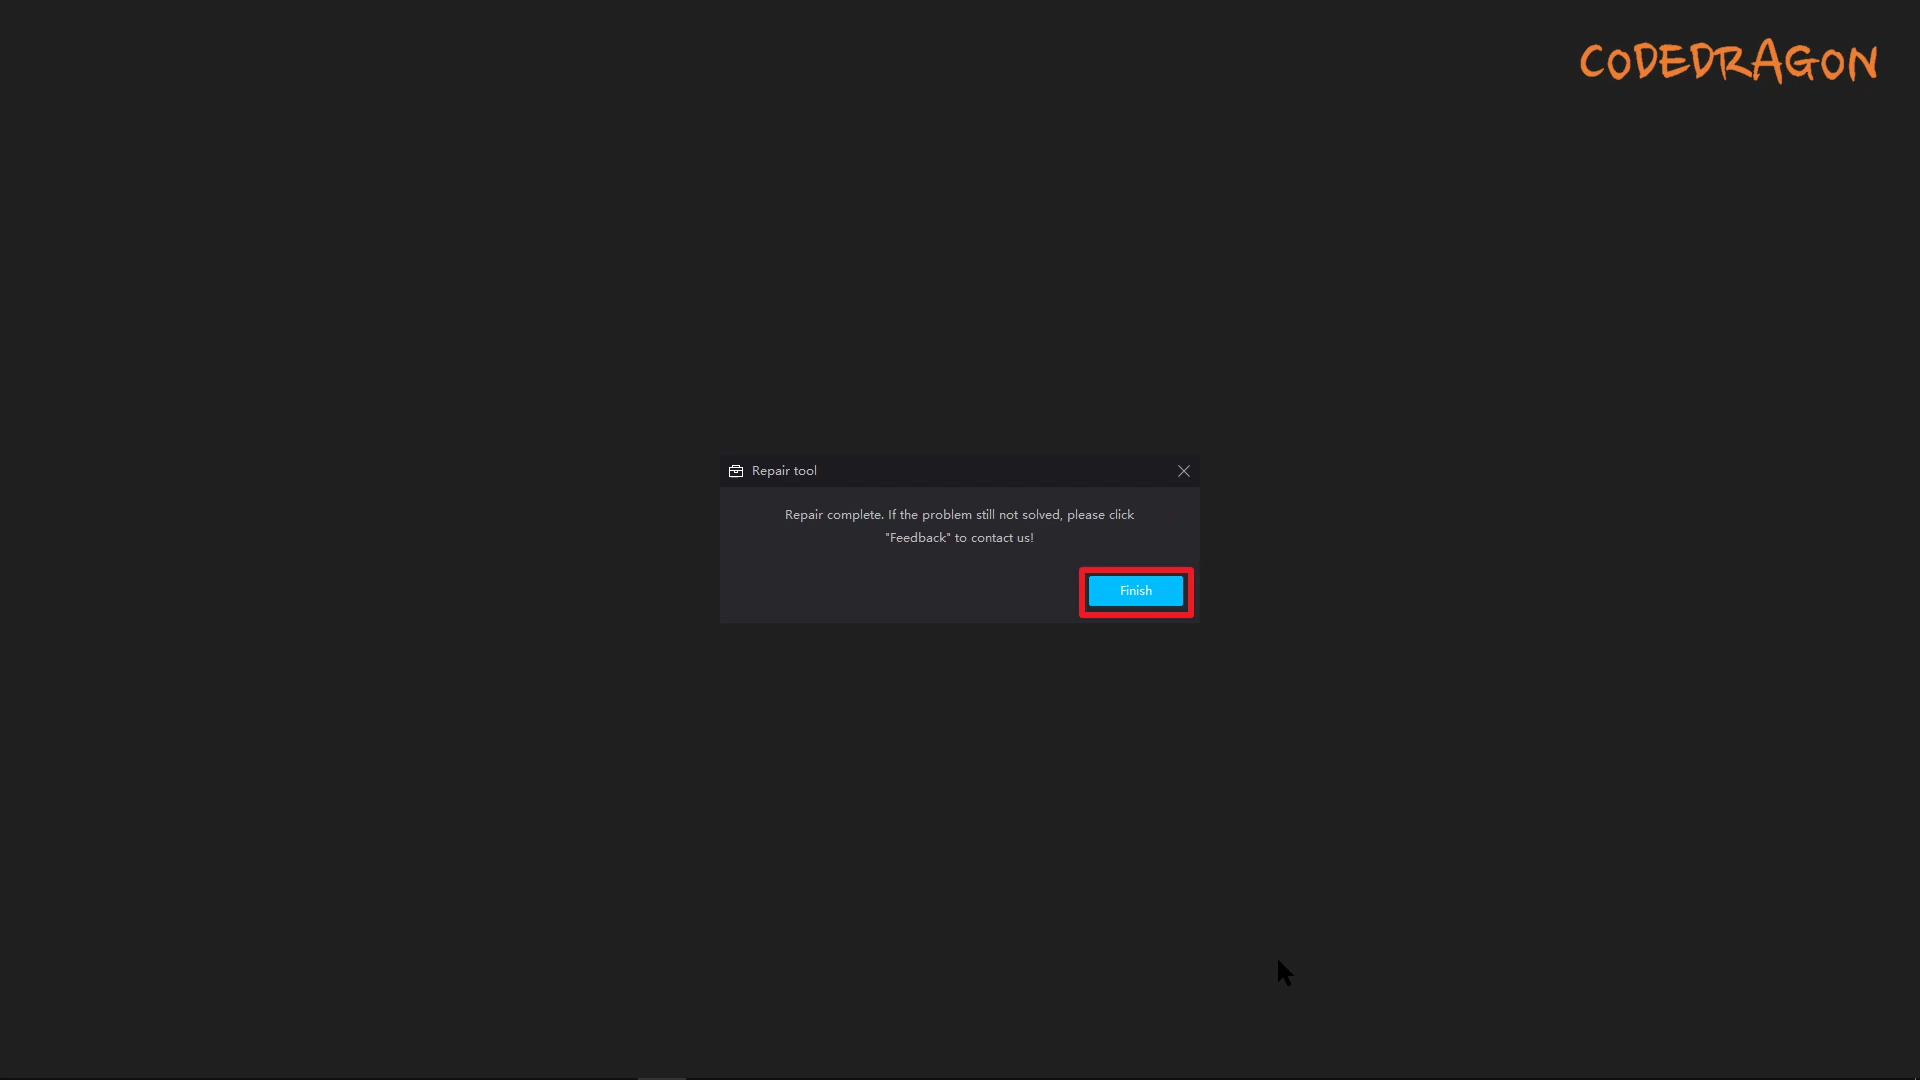 CODEDRAGON
Repair tool
Repair complete. If the problem still not solved, please click
"Feedback" to contact us!
Finish